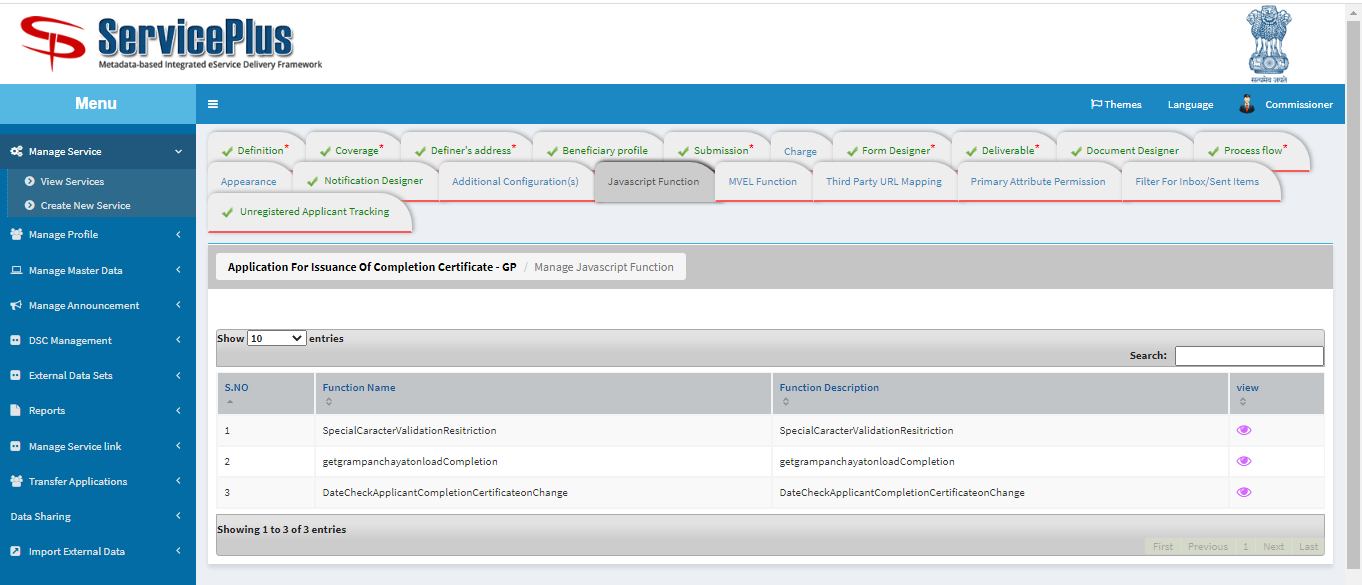 ServicePlus
Metadata-based Integrated eService Delivery Framework
सत्यमेव जयते
Menu
Themes Language Commissioner
Manage Service
View Services
Create New Service
Manage Profile
Manage Master Data
Manage Announcement
DSC Management
External Data Sets
Reports
Manage Service link
Transfer Applications
Data Sharing
Import External Data
Definition* Coverage* Definer's address* Beneficiary profile Submission* Charge Form Designer* Deliverable* Document Designer Process flow*
Appearance Notification Designer Additional Configuration(s) Javascript Function MVEL Function Third Party URL Mapping Primary Attribute Permission Filter For Inbox/Sent Items
Unregistered Applicant Tracking
Application For Issuance Of Completion Certificate - GP / Manage Javascript Function
Show 10 entries
Search:
S.NO Function Name Function Description view
1 SpecialCaracterValidationResitriction SpecialCaracterValidationResitriction
2 getgrampanchayatonloadCompletion getgrampanchayatonloadCompletion
3 DateCheckApplicantCompletionCertificateonChange DateCheckApplicantCompletionCertificateonChange
Showing 1 to 3 of 3 entries
First Previous 1 Next Last